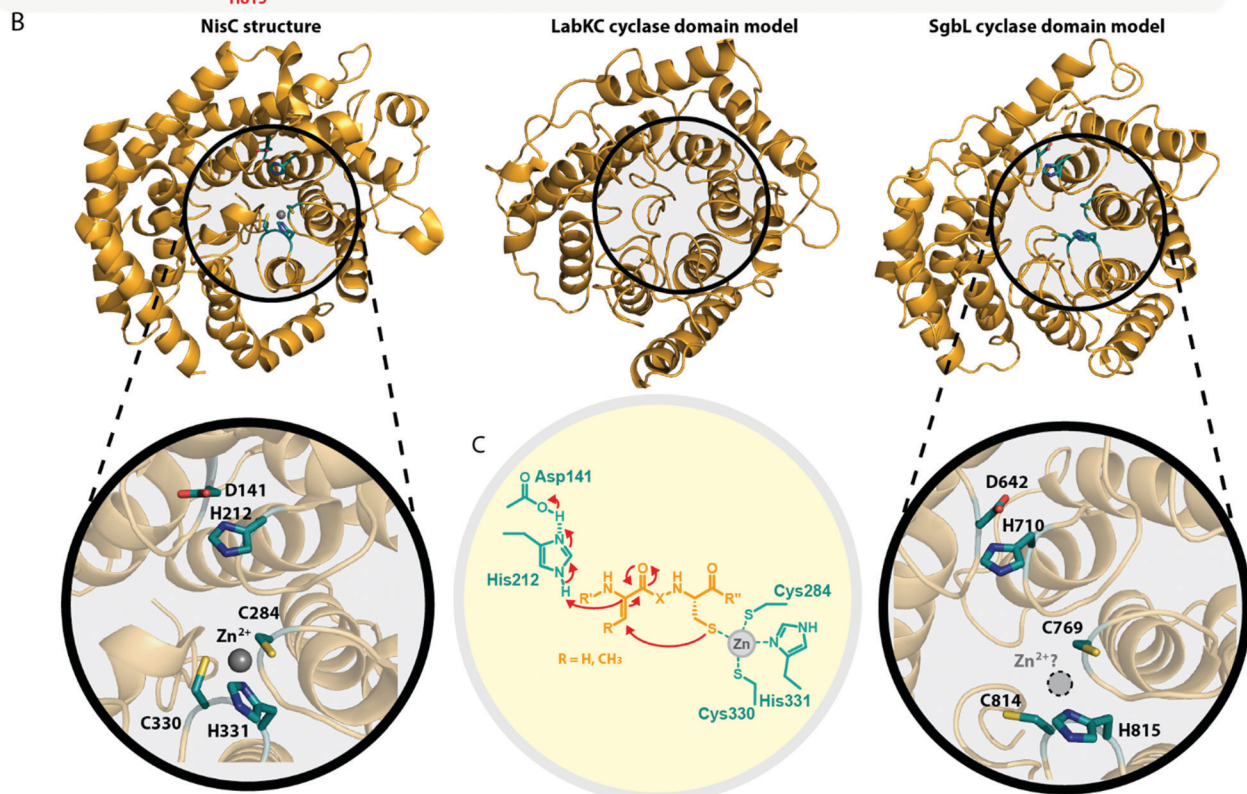 H815
B
NisC structure
LabKC cyclase domain model
SgbL cyclase domain model
D141
H212
C284
Zn²⁺
C330
H331
C
Asp141
O
O
H
N
N
H
His212
H
N
R'
O
X
H
N
O
R"
R
S
R = H, CH₃
Cys284
S
Zn
N
NH
S
His331
Cys330
D642
H710
C769
Zn²⁺?
C814
H815